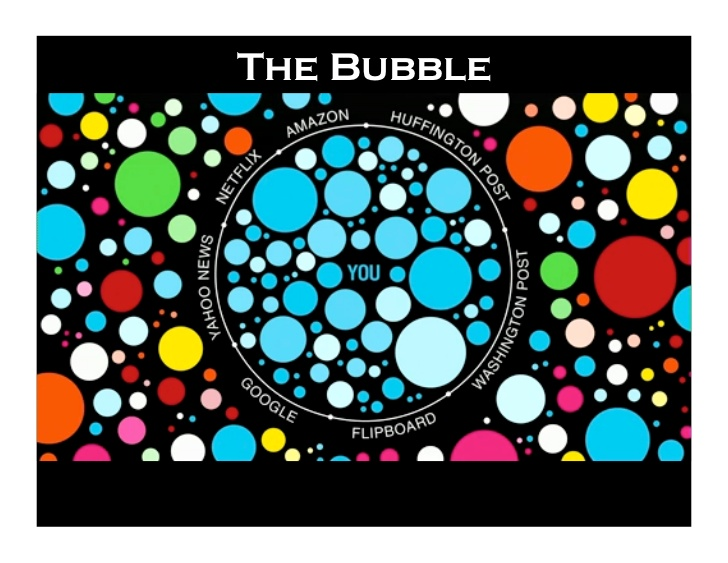 THE BUBBLE
AMAZON
HUFFINGTON POST
NETFLIX
YAHOO NEWS
YOU
WASHINGTON POST
GOOGLE
FLIPBOARD